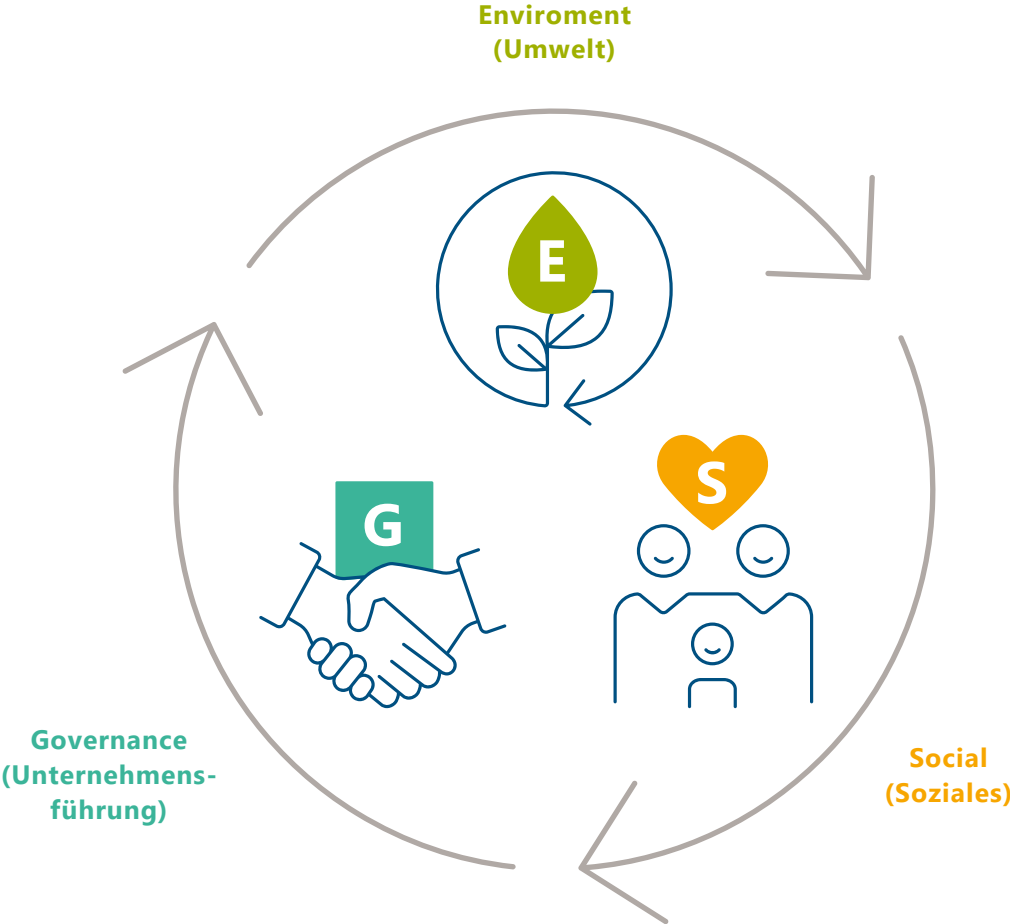 Enviroment
(Umwelt)
E
S
G
Governance
(Unternehmens-
führung)
Social
(Soziales)